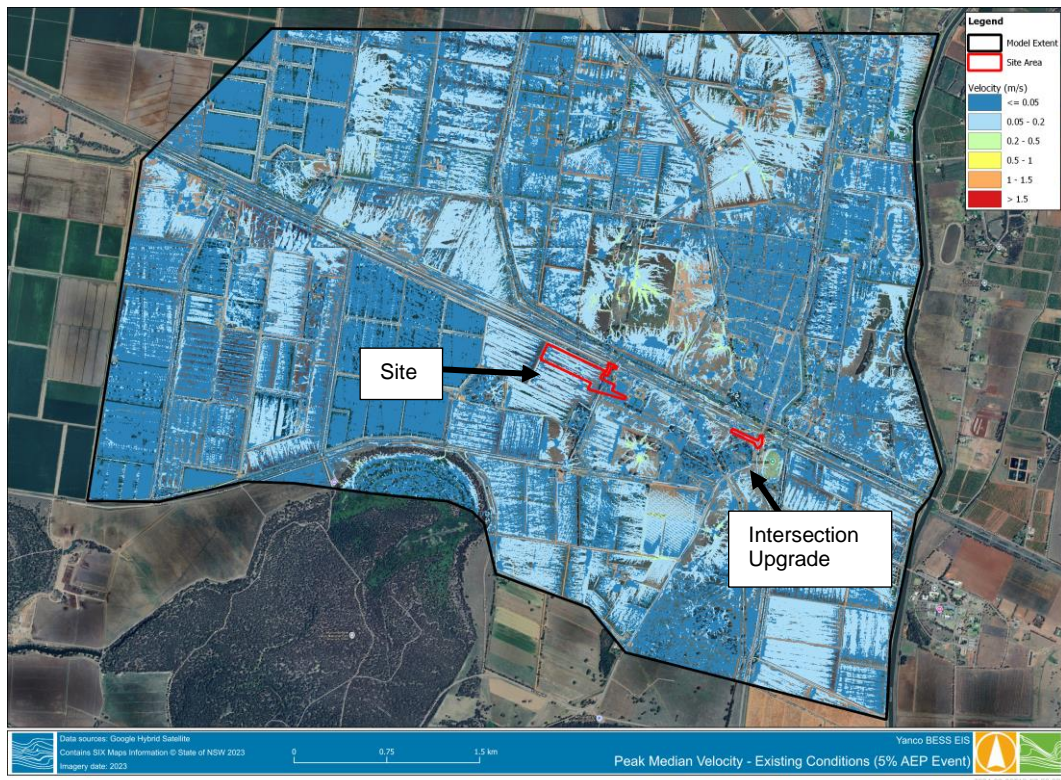 Legend
Model Extent
Site Area
Velocity (m/s)
<= 0.05
0.05 - 0.2
0.2 - 0.5
0.5 - 1
1 - 1.5
> 1.5
Site
Intersection
Upgrade
Data sources: Google Hybrid Satellite
Contains SIX Maps Information © State of NSW 2023
Imagery date: 2023
0 0.75 1.5 km
Yanco BESS EIS
Peak Median Velocity - Existing Conditions (5% AEP Event)